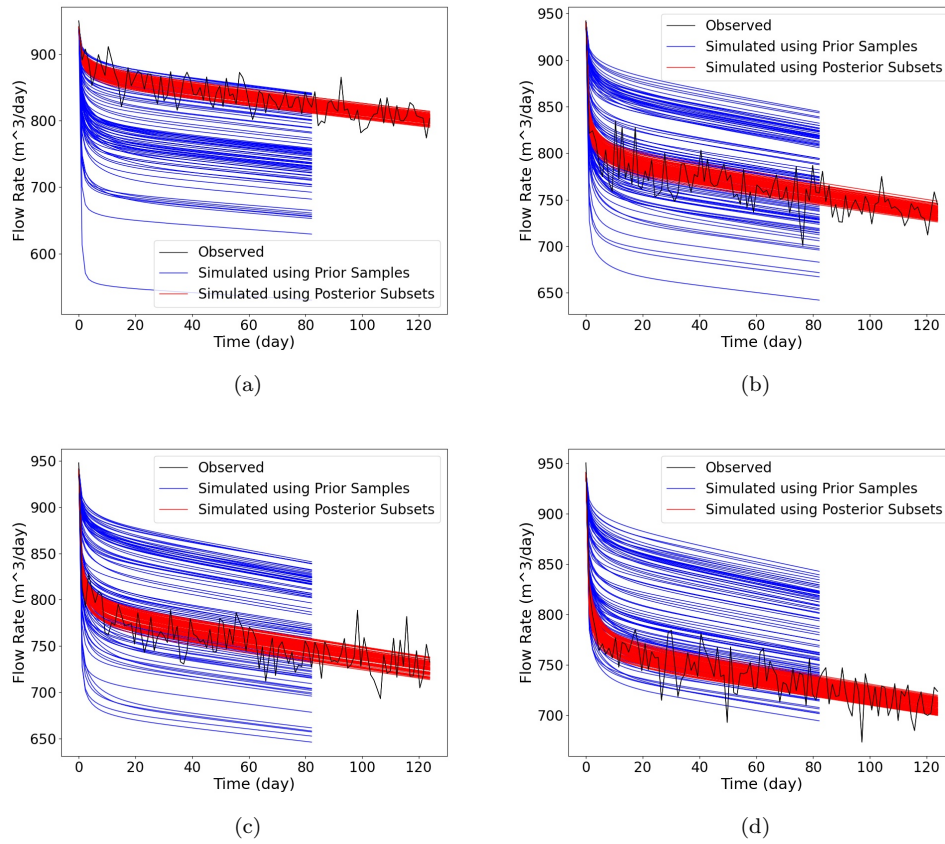 900
800
700
600
Flow Rate (m^3/day)
Observed
Simulated using Prior Samples
Simulated using Posterior Subsets
0 20 40 60 80 100 120
Time (day)
(a)
950
900
850
800
750
700
650
Flow Rate (m^3/day)
Observed
Simulated using Prior Samples
Simulated using Posterior Subsets
0 20 40 60 80 100 120
Time (day)
(b)
950
900
850
800
750
700
650
Flow Rate (m^3/day)
Observed
Simulated using Prior Samples
Simulated using Posterior Subsets
0 20 40 60 80 100 120
Time (day)
(c)
950
900
850
800
750
700
Flow Rate (m^3/day)
Observed
Simulated using Prior Samples
Simulated using Posterior Subsets
0 20 40 60 80 100 120
Time (day)
(d)